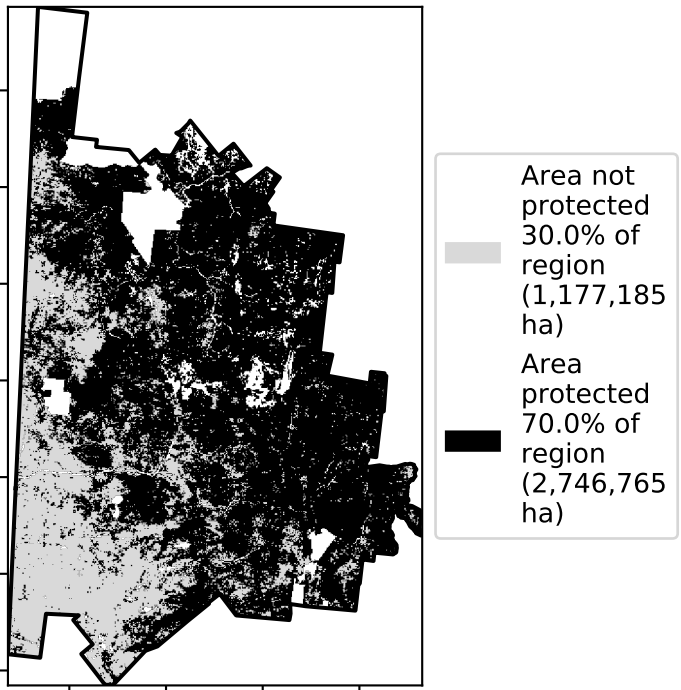 Area not
protected
30.0% of
region
(1,177,185
ha)
Area
protected
70.0% of
region
(2,746,765
ha)